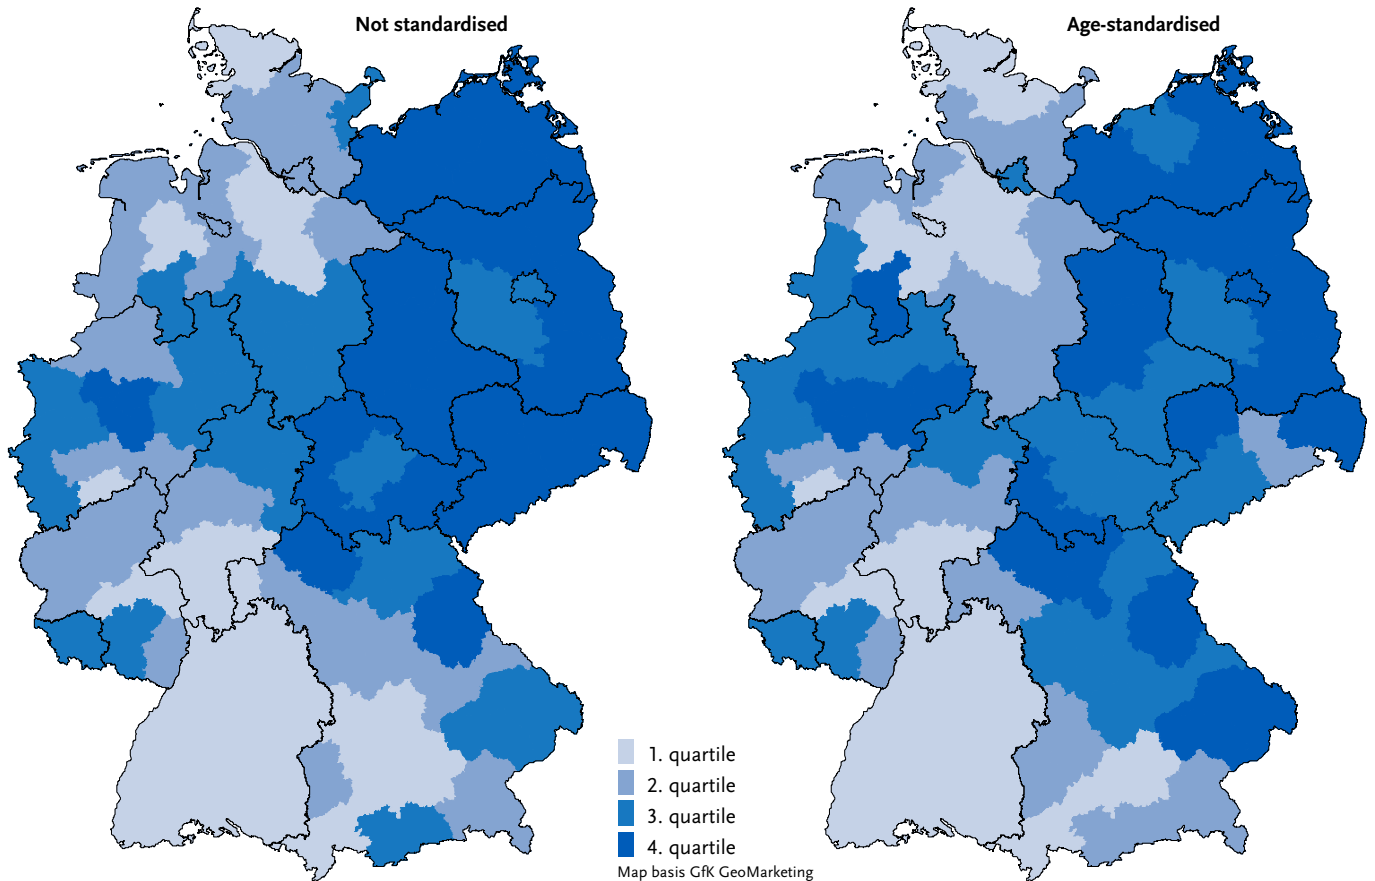 Not standardised
Age-standardised
1. quartile
2. quartile
3. quartile
4. quartile
Map basis GfK GeoMarketing